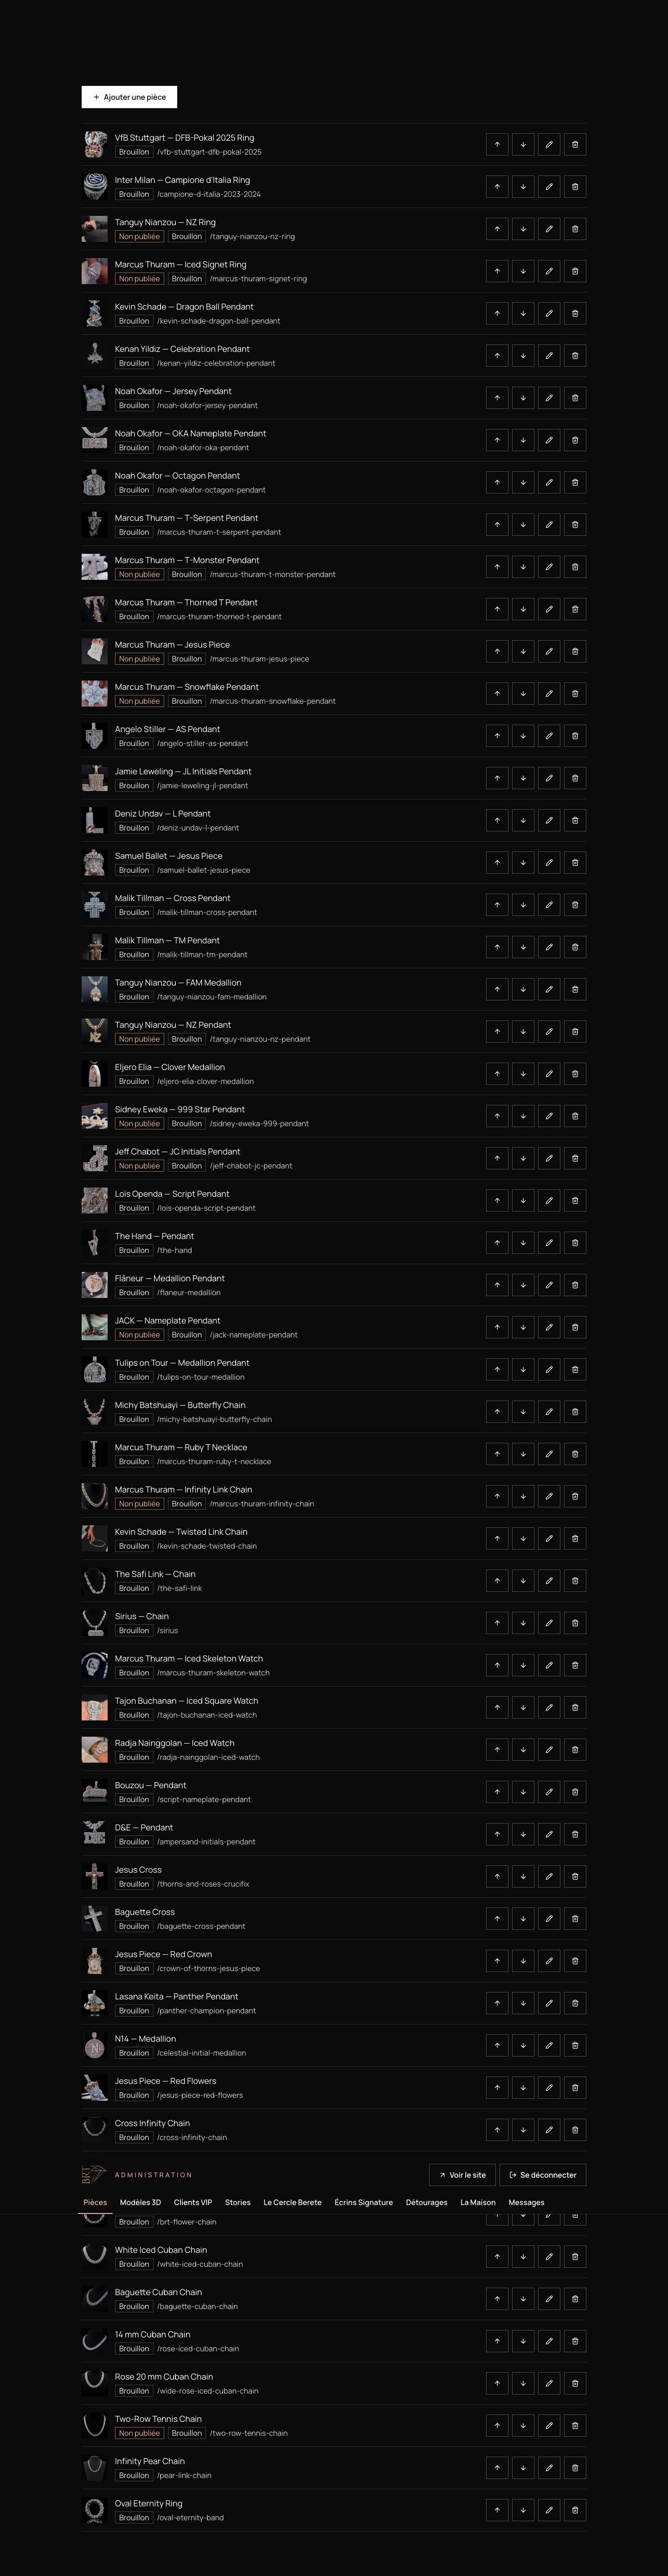 + Ajouter une pièce
VfB Stuttgart — DFB-Pokal 2025 Ring
Brouillon /vfb-stuttgart-dfb-pokal-2025
Inter Milan — Campione d'Italia Ring
Brouillon /campione-d-italia-2023-2024
Tanguy Nianzou — NZ Ring
Non publiée Brouillon /tanguy-nianzou-nz-ring
Marcus Thuram — Iced Signet Ring
Non publiée Brouillon /marcus-thuram-signet-ring
Kevin Schade — Dragon Ball Pendant
Brouillon /kevin-schade-dragon-ball-pendant
Kenan Yildiz — Celebration Pendant
Brouillon /kenan-yildiz-celebration-pendant
Noah Okafor — Jersey Pendant
Brouillon /noah-okafor-jersey-pendant
Noah Okafor — OKA Nameplate Pendant
Brouillon /noah-okafor-oka-pendant
Noah Okafor — Octagon Pendant
Brouillon /noah-okafor-octagon-pendant
Marcus Thuram — T-Serpent Pendant
Brouillon /marcus-thuram-t-serpent-pendant
Marcus Thuram — T-Monster Pendant
Non publiée Brouillon /marcus-thuram-t-monster-pendant
Marcus Thuram — Thorned T Pendant
Brouillon /marcus-thuram-thorned-t-pendant
Marcus Thuram — Jesus Piece
Non publiée Brouillon /marcus-thuram-jesus-piece
Marcus Thuram — Snowflake Pendant
Non publiée Brouillon /marcus-thuram-snowflake-pendant
Angelo Stiller — AS Pendant
Brouillon /angelo-stiller-as-pendant
Jamie Leweling — JL Initials Pendant
Brouillon /jamie-leweling-jl-pendant
Deniz Undav — L Pendant
Brouillon /deniz-undav-l-pendant
Samuel Ballet — Jesus Piece
Brouillon /samuel-ballet-jesus-piece
Malik Tillman — Cross Pendant
Brouillon /malik-tillman-cross-pendant
Malik Tillman — TM Pendant
Brouillon /malik-tillman-tm-pendant
Tanguy Nianzou — FAM Medallion
Brouillon /tanguy-nianzou-fam-medallion
Tanguy Nianzou — NZ Pendant
Non publiée Brouillon /tanguy-nianzou-nz-pendant
Eljero Elia — Clover Medallion
Brouillon /eljero-elia-clover-medallion
Sidney Eweka — 999 Star Pendant
Non publiée Brouillon /sidney-eweka-999-pendant
Jeff Chabot — JC Initials Pendant
Non publiée Brouillon /jeff-chabot-jc-pendant
Loïs Openda — Script Pendant
Brouillon /lois-openda-script-pendant
The Hand — Pendant
Brouillon /the-hand
Flâneur — Medallion Pendant
Brouillon /flaneur-medallion
JACK — Nameplate Pendant
Non publiée Brouillon /jack-nameplate-pendant
Tulips on Tour — Medallion Pendant
Brouillon /tulips-on-tour-medallion
Michy Batshuayi — Butterfly Chain
Brouillon /michy-batshuayi-butterfly-chain
Marcus Thuram — Ruby T Necklace
Brouillon /marcus-thuram-ruby-t-necklace
Marcus Thuram — Infinity Link Chain
Non publiée Brouillon /marcus-thuram-infinity-chain
Kevin Schade — Twisted Link Chain
Brouillon /kevin-schade-twisted-chain
The Safi Link — Chain
Brouillon /the-safi-link
Sirius — Chain
Brouillon /sirius
Marcus Thuram — Iced Skeleton Watch
Brouillon /marcus-thuram-skeleton-watch
Tajon Buchanan — Iced Square Watch
Brouillon /tajon-buchanan-iced-watch
Radja Nainggolan — Iced Watch
Brouillon /radja-nainggolan-iced-watch
Bouzou — Pendant
Brouillon /script-nameplate-pendant
D&E — Pendant
Brouillon /ampersand-initials-pendant
Jesus Cross
Brouillon /thorns-and-roses-crucifix
Baguette Cross
Brouillon /baguette-cross-pendant
Jesus Piece — Red Crown
Brouillon /crown-of-thorns-jesus-piece
Lasana Keita — Panther Pendant
Brouillon /panther-champion-pendant
N14 — Medallion
Brouillon /celestial-initial-medallion
Jesus Piece — Red Flowers
Brouillon /jesus-piece-red-flowers
Cross Infinity Chain
Brouillon /cross-infinity-chain
BRT ADMINISTRATION Voir le site Se déconnecter
Pièces Modèles 3D Clients VIP Stories Le Cercle Berete Écrins Signature Détourages La Maison Messages
Brouillon /brt-flower-chain
White Iced Cuban Chain
Brouillon /white-iced-cuban-chain
Baguette Cuban Chain
Brouillon /baguette-cuban-chain
14 mm Cuban Chain
Brouillon /rose-iced-cuban-chain
Rose 20 mm Cuban Chain
Brouillon /wide-rose-iced-cuban-chain
Two-Row Tennis Chain
Non publiée Brouillon /two-row-tennis-chain
Infinity Pear Chain
Brouillon /pear-link-chain
Oval Eternity Ring
Brouillon /oval-eternity-band